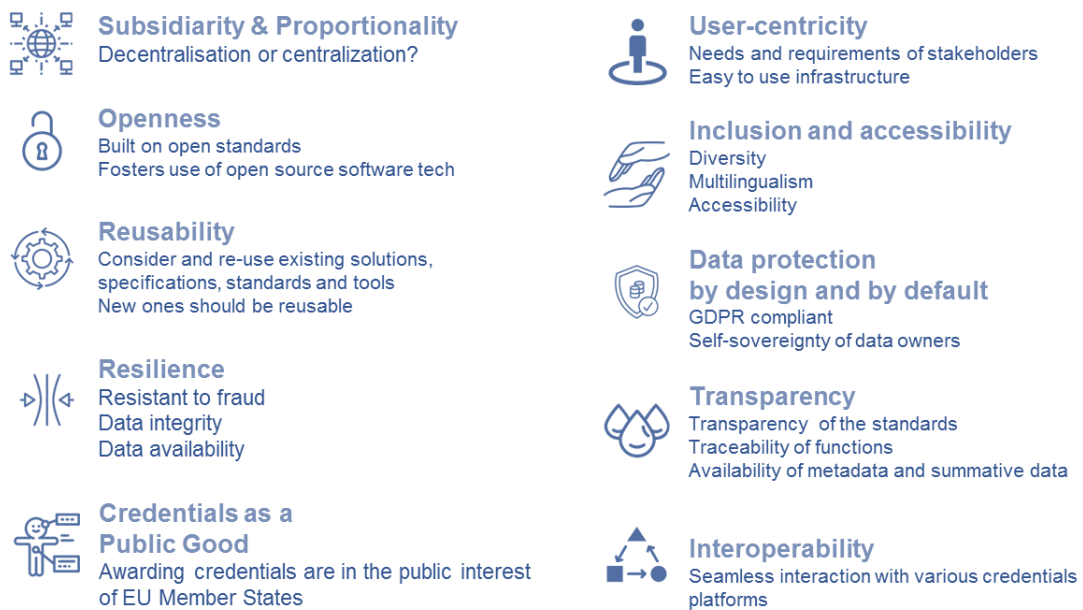 Subsidiarity & Proportionality
Decentralisation or centralization?
Openness
Built on open standards
Fosters use of open source software tech
Reusability
Consider and re-use existing solutions,
specifications, standards and tools
New ones should be reusable
Resilience
Resistant to fraud
Data integrity
Data availability
Credentials as a
Public Good
Awarding credentials are in the public interest
of EU Member States
User-centricity
Needs and requirements of stakeholders
Easy to use infrastructure
Inclusion and accessibility
Diversity
Multilingualism
Accessibility
Data protection
by design and by default
GDPR compliant
Self-sovereignty of data owners
Transparency
Transparency of the standards
Traceability of functions
Availability of metadata and summative data
Interoperability
Seamless interaction with various credentials
platforms